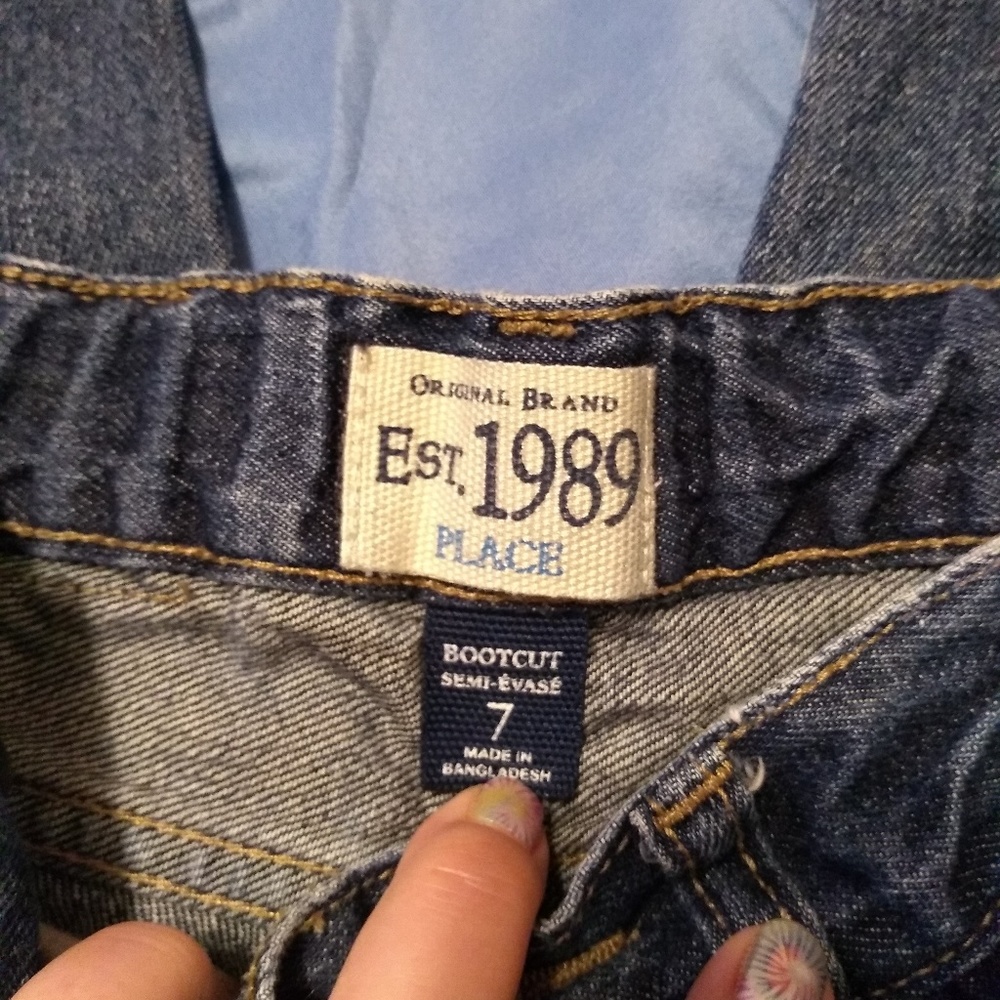 Original Brand
Est. 1989
PLACE
BOOTCUT
SEMI-ÉVASÉ
7
MADE IN
BANGLADESH